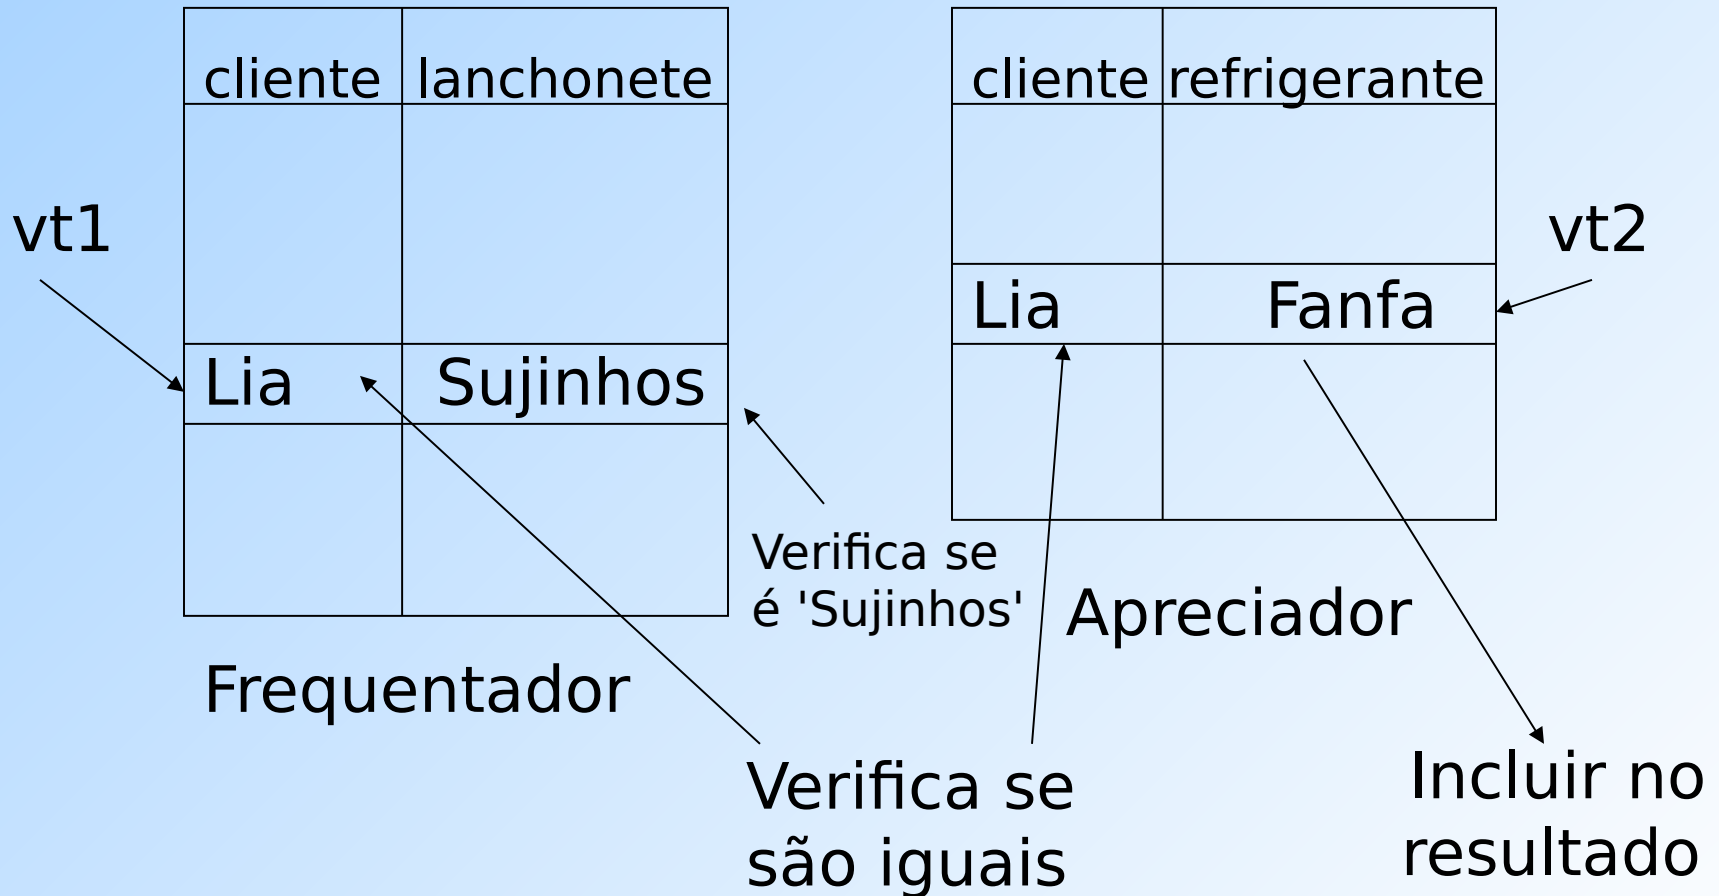 cliente lanchonete
cliente refrigerante
vt1
vt2
Lia Fanfa
Lia Sujinhos
Verifica se
é 'Sujinhos'
Apreciador
Frequentador
Verifica se
são iguais
Incluir no
resultado